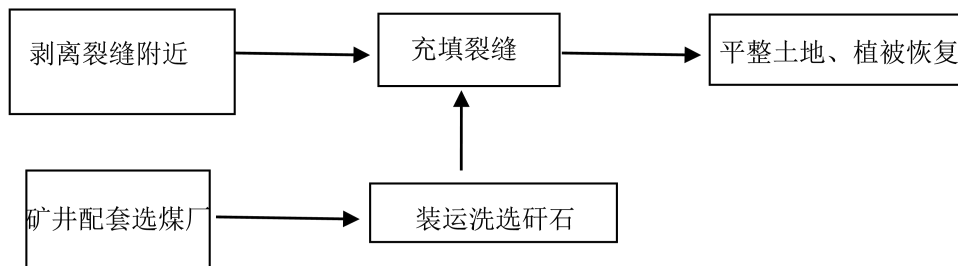 剥离裂缝附近
充填裂缝
平整土地、植被恢复
矿井配套选煤厂
装运洗选矸石